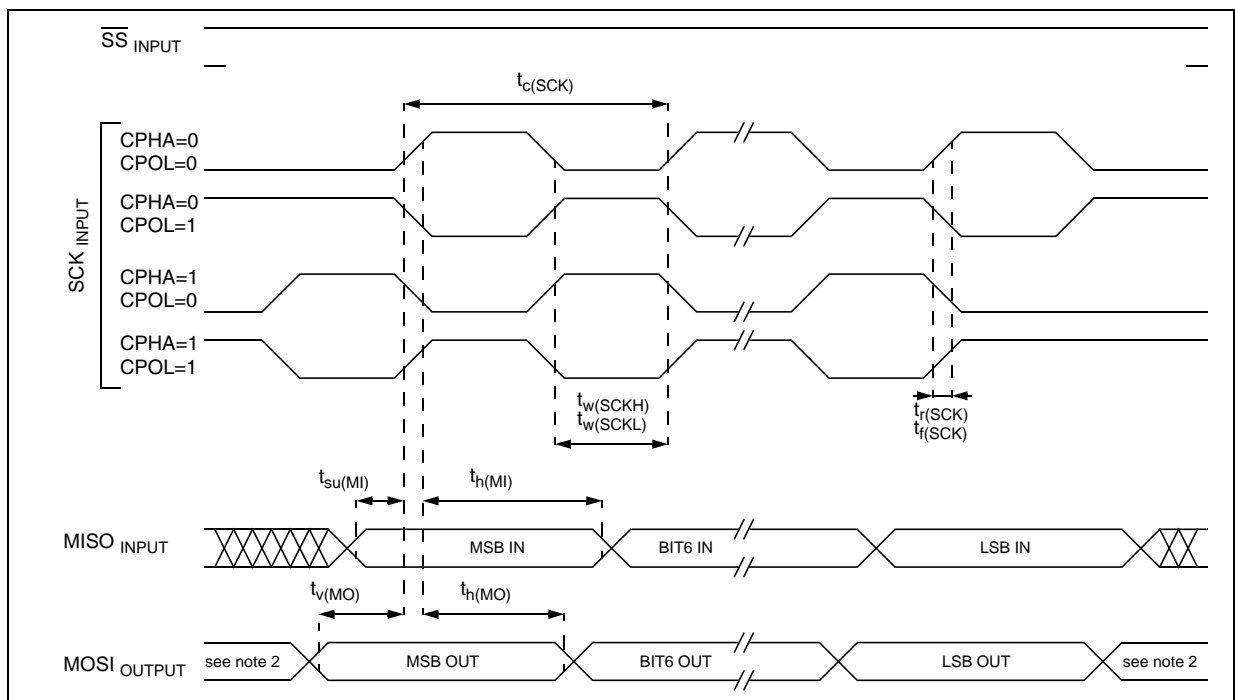 SS INPUT
tc(SCK)
SCK INPUT
CPHA=0
CPOL=0
CPHA=0
CPOL=1
CPHA=1
CPOL=0
CPHA=1
CPOL=1
tw(SCKH)
tw(SCKL)
tr(SCK)
tf(SCK)
tsu(MI)
th(MI)
MISO INPUT
MSB IN
BIT6 IN
LSB IN
tv(MO)
th(MO)
MOSI OUTPUT
see note 2
MSB OUT
BIT6 OUT
LSB OUT
see note 2